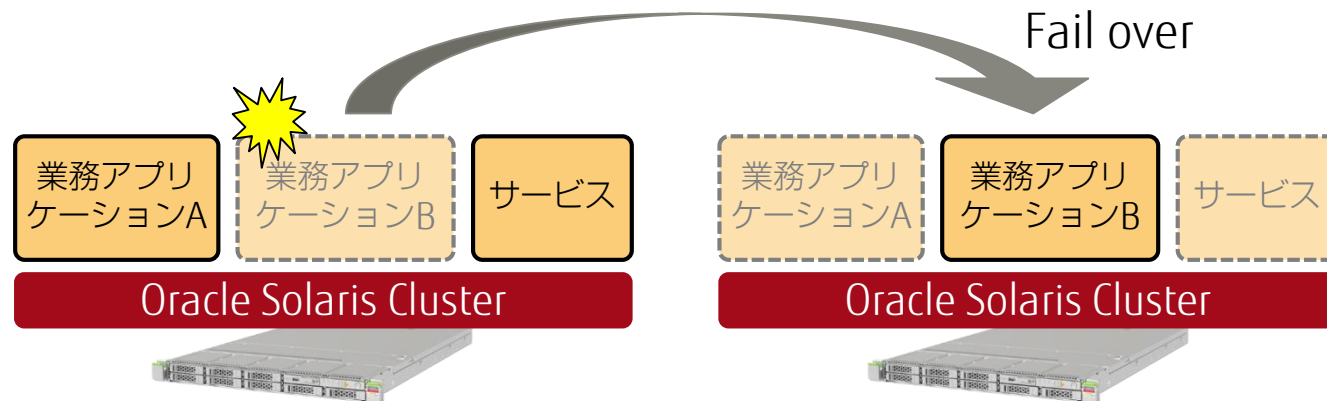 Fail over
業務アプリ
ケーションA
業務アプリ
ケーションB
サービス
業務アプリ
ケーションA
業務アプリ
ケーションB
サービス
Oracle Solaris Cluster
Oracle Solaris Cluster